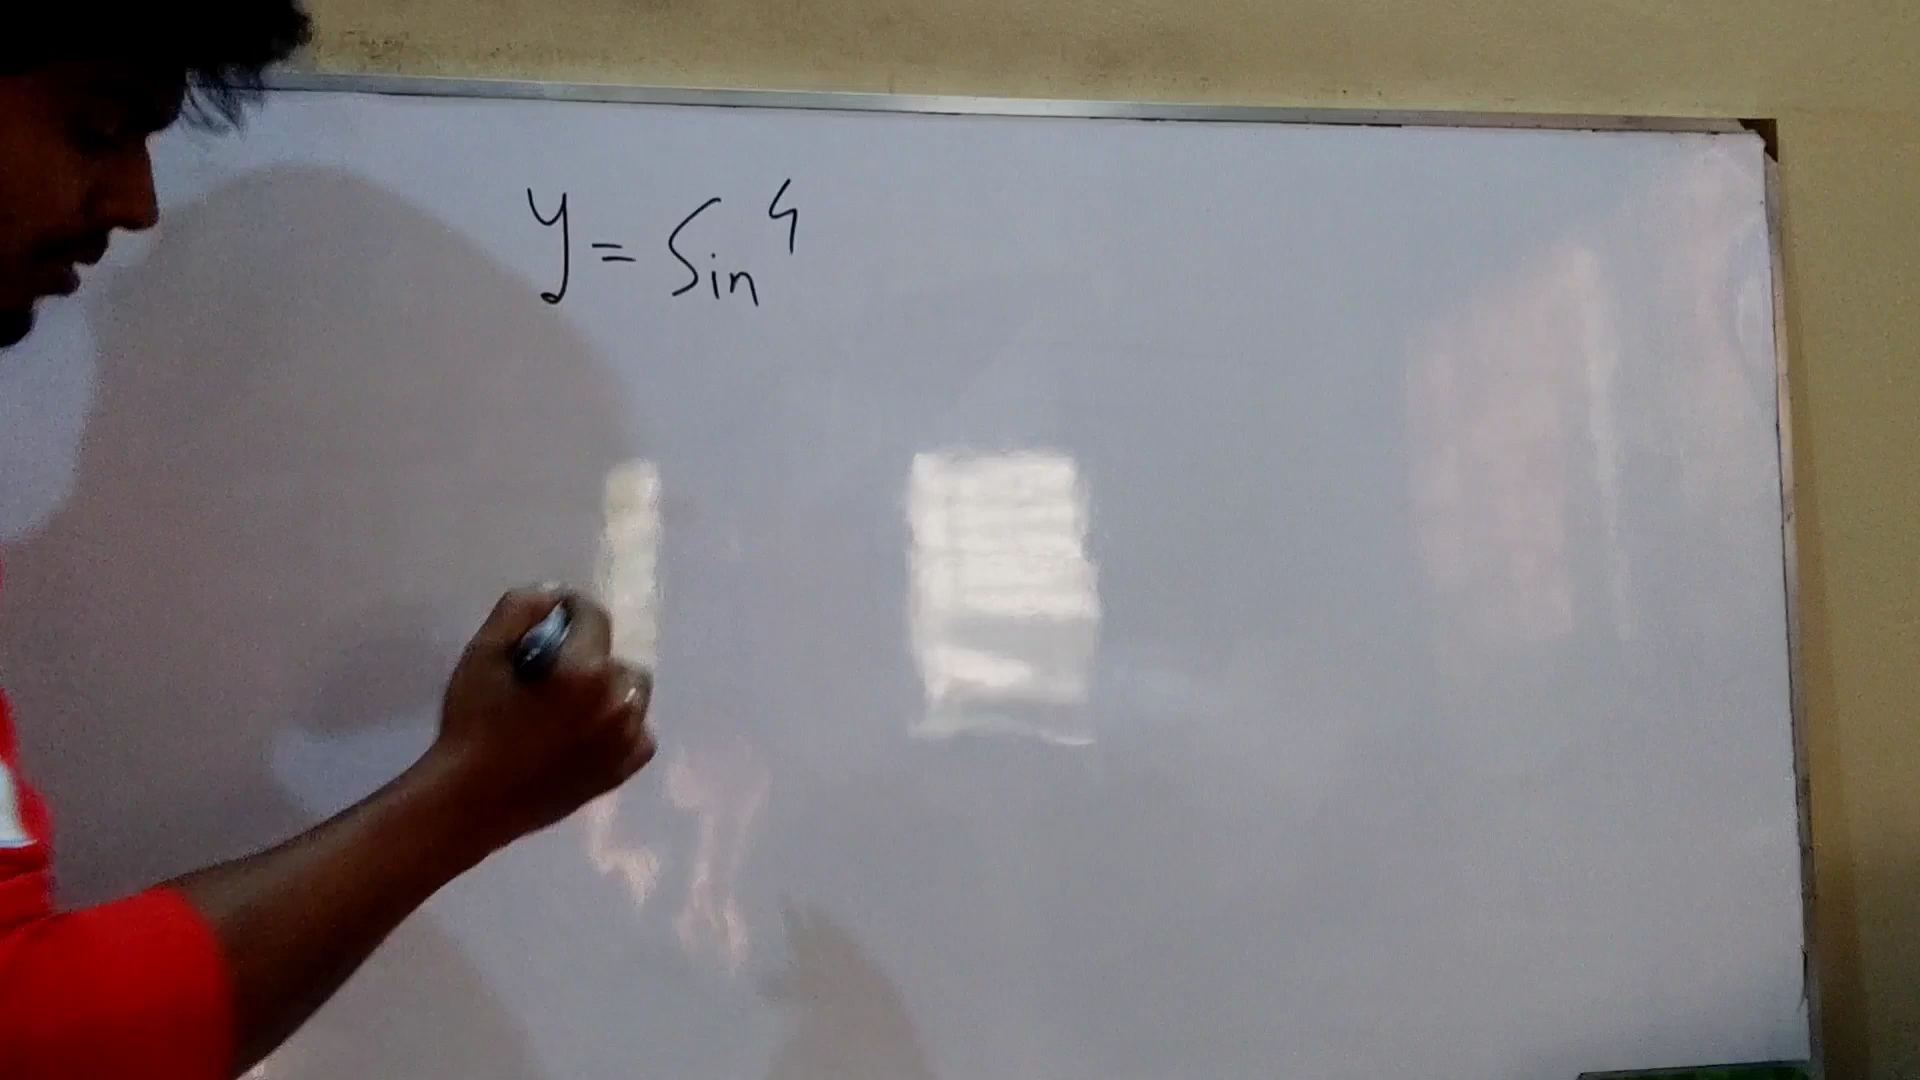 y = Sin⁴